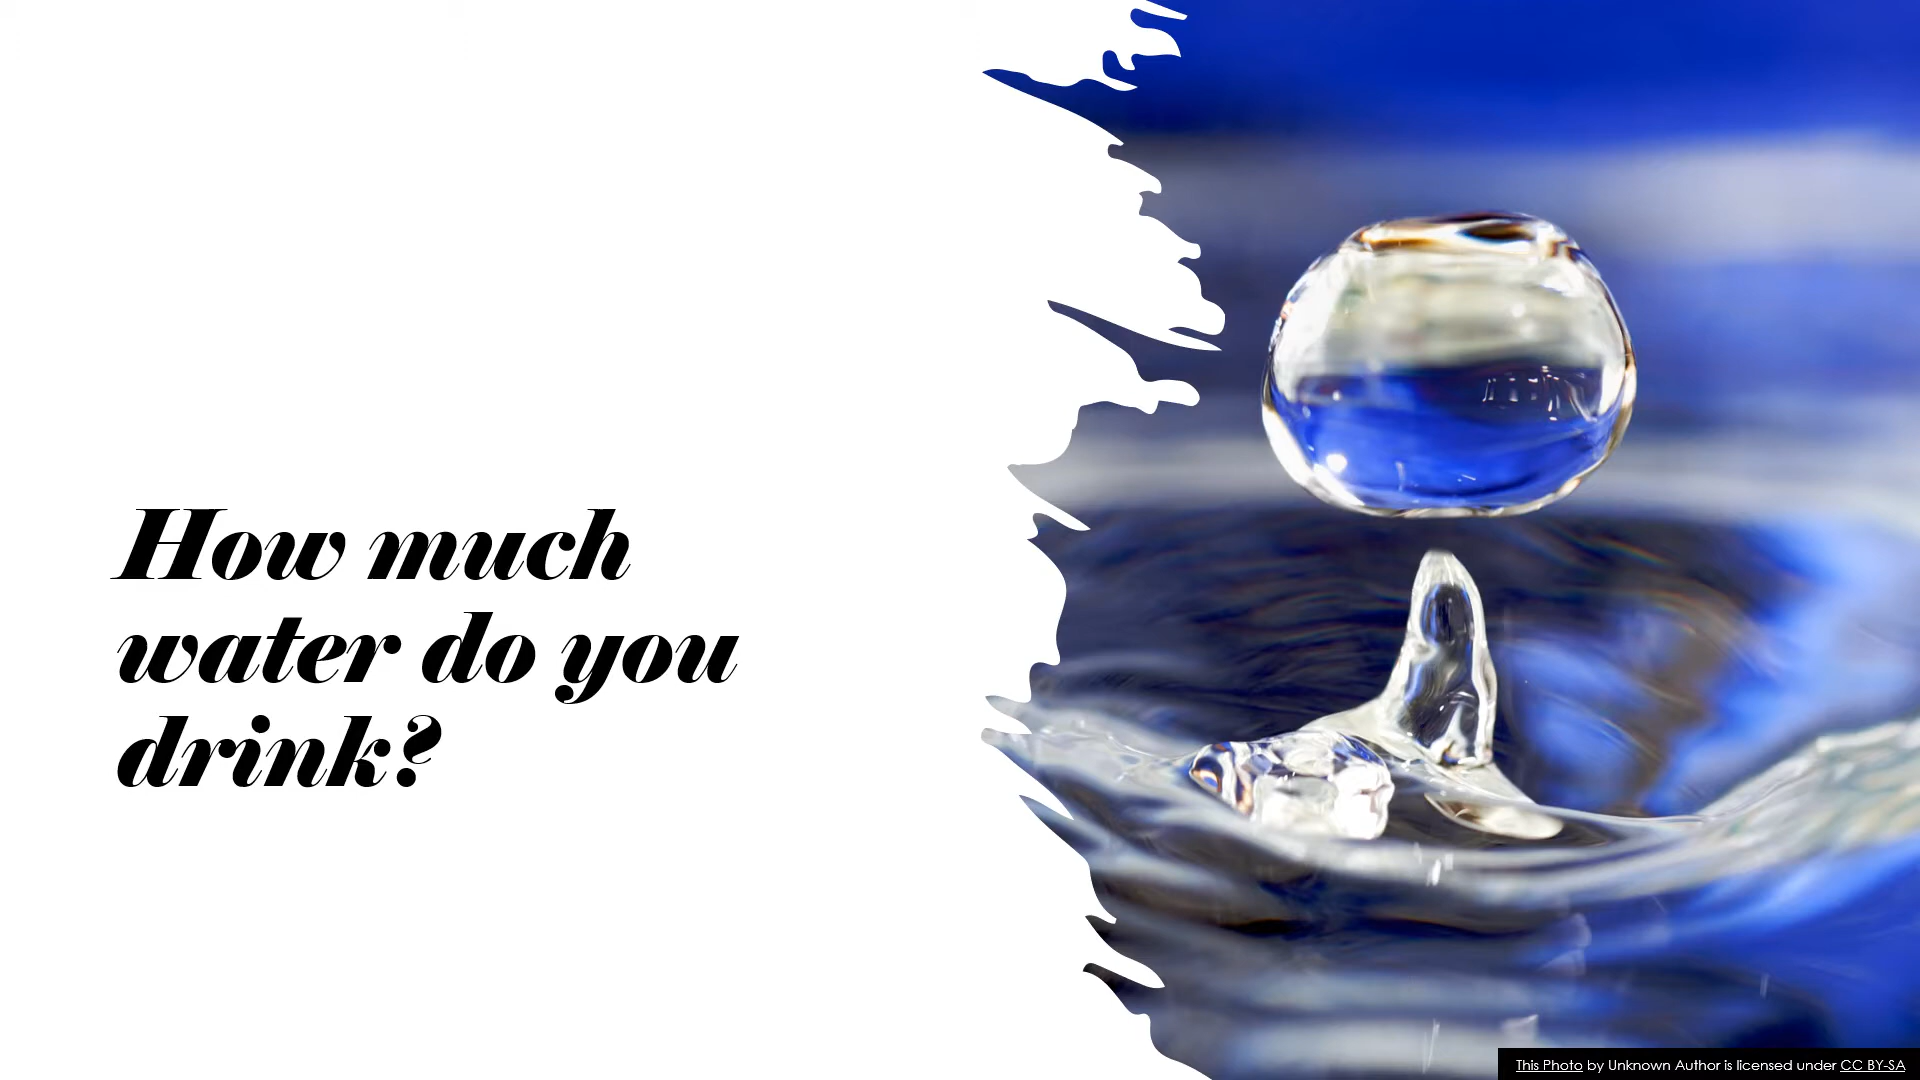 How much
water do you
drink?
This Photo by Unknown Author is licensed under CC BY-SA